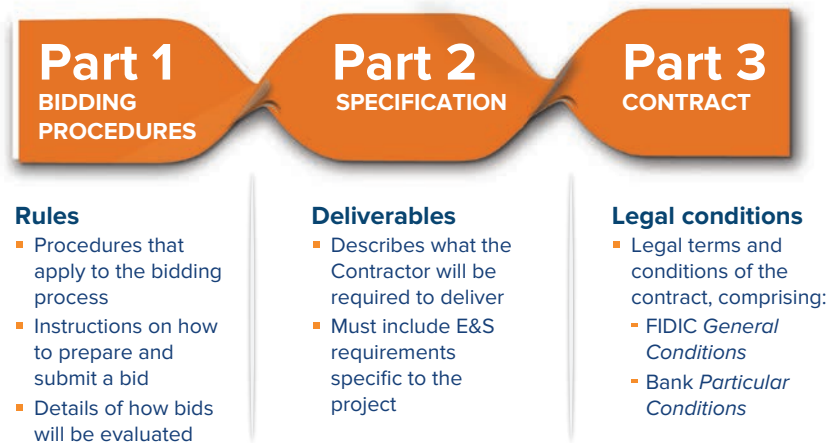 Part 1
BIDDING
PROCEDURES
Rules
Procedures that
apply to the bidding
process
Instructions on how
to prepare and
submit a bid
Details of how bids
will be evaluated
Part 2
SPECIFICATION
Deliverables
Describes what the
Contractor will be
required to deliver
Must include E&S
requirements
specific to the
project
Part 3
CONTRACT
Legal conditions
Legal terms and
conditions of the
contract, comprising:
FIDIC General
Conditions
Bank Particular
Conditions